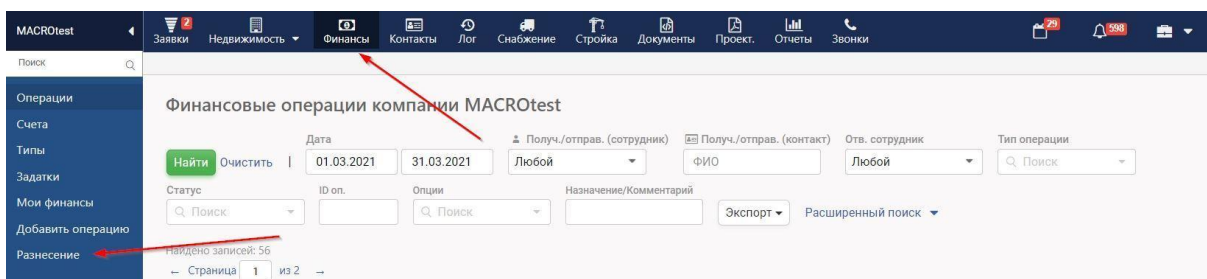 MACROtest
Заявки 2
Недвижимость
Финансы
Контакты
Лог
Снабжение
Стройка
Документы
Проект.
Отчеты
Звонки
29
598
Поиск
Операции
Счета
Типы
Задатки
Мои финансы
Добавить операцию
Разнесение
Финансовые операции компании MACROtest
Дата
Получ./отправ. (сотрудник)
Получ./отправ. (контакт)
Отв. сотрудник
Тип операции
Найти Очистить | 01.03.2021 31.03.2021 Любой ФИО Любой Поиск
Статус
ID оп.
Опции
Назначение/Комментарий
Поиск Поиск Экспорт Расширенный поиск
Найдено записей: 56
← Страница 1 из 2 →